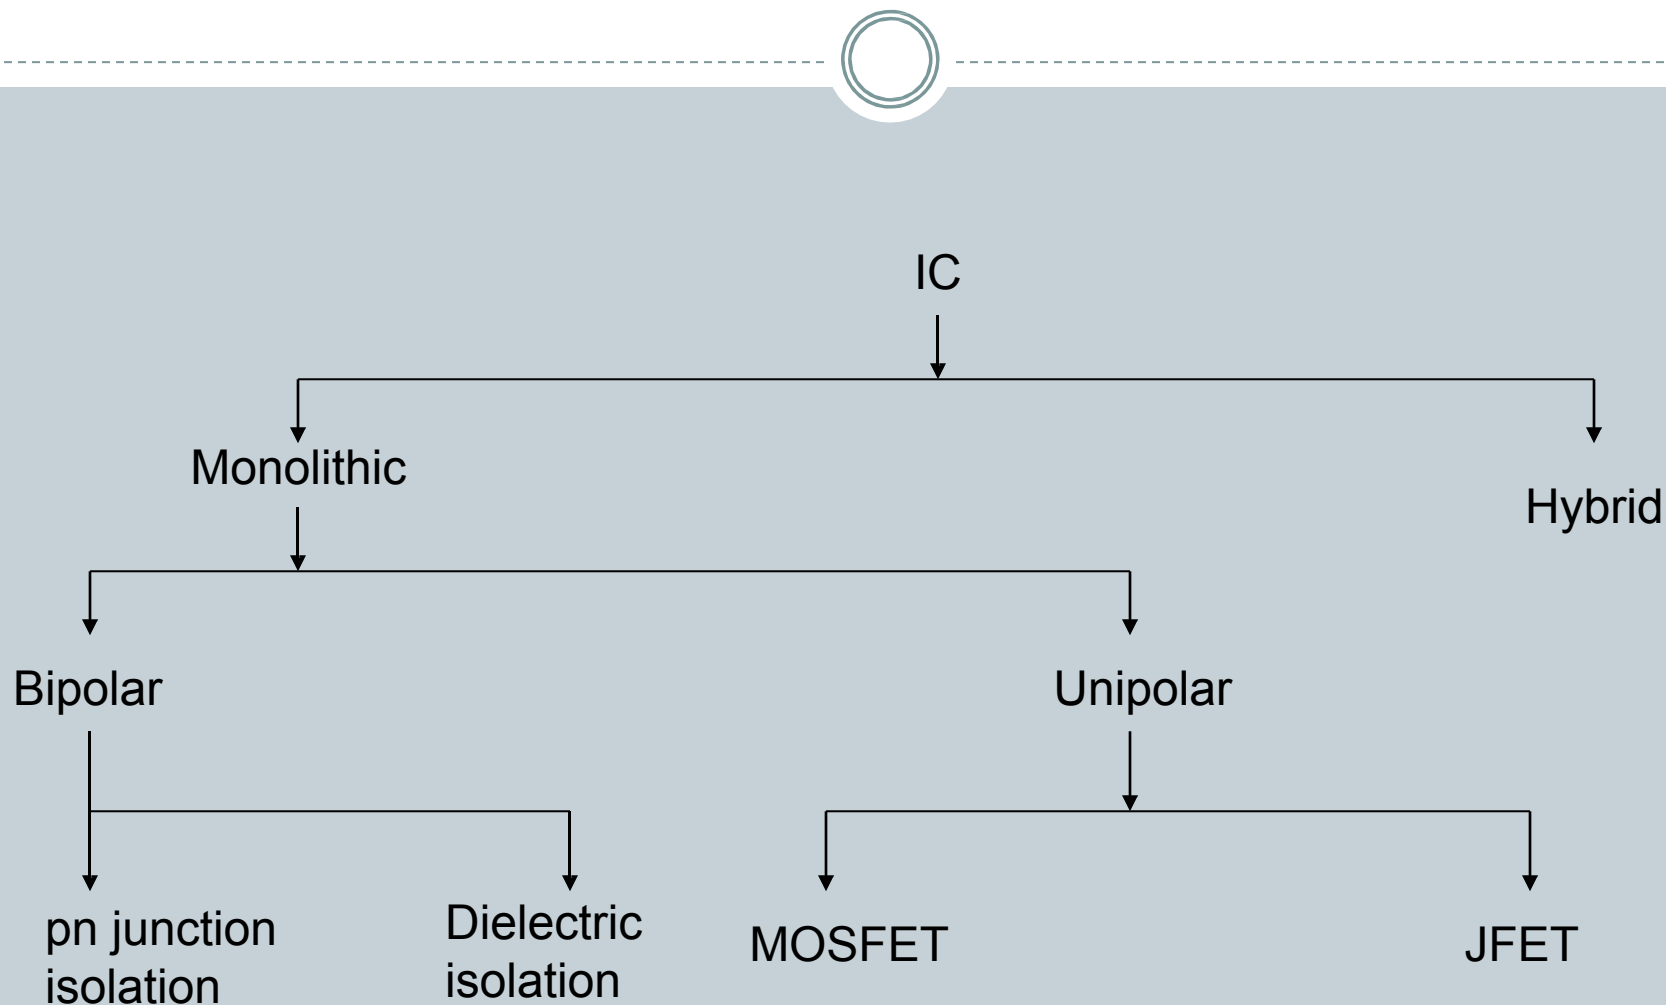 IC
Monolithic
Hybrid
Bipolar
Unipolar
pn junction
isolation
Dielectric
isolation
MOSFET
JFET